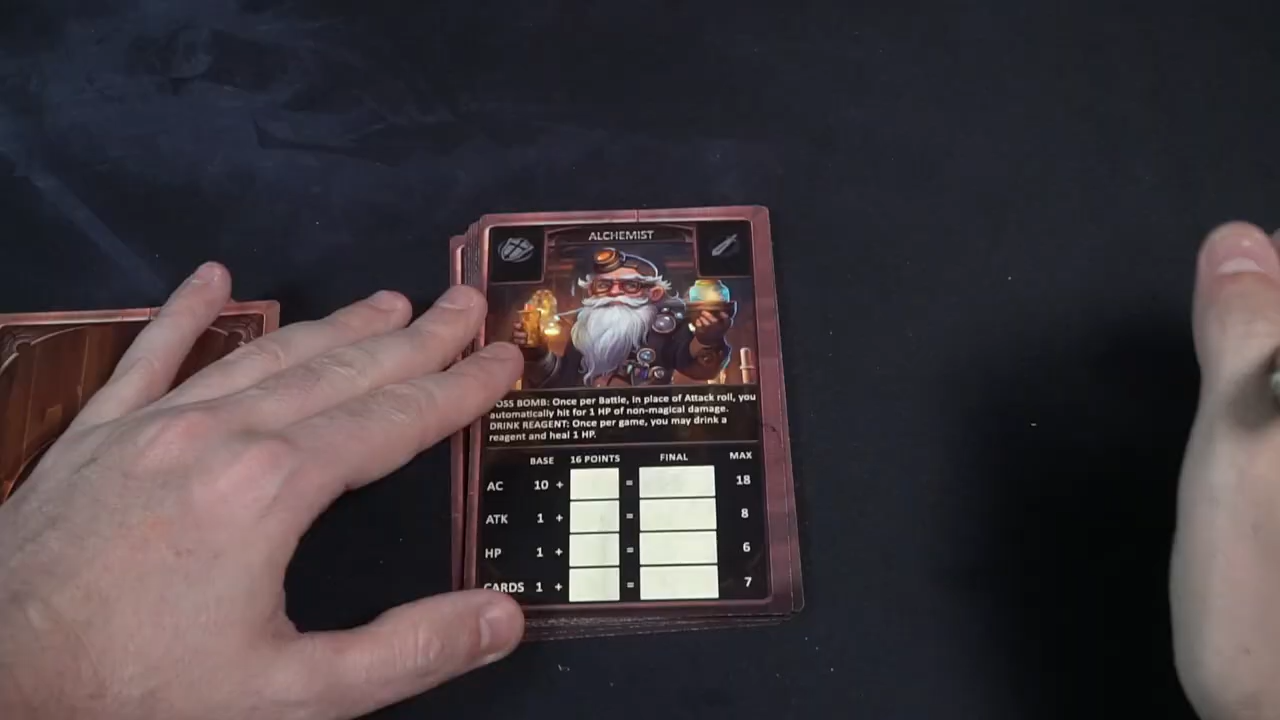 ALCHEMIST
OSS BOMB: Once per Battle, in place of Attack roll, you
automatically hit for 1 HP of non-magical damage.
DRINK REAGENT: Once per game, you may drink a
reagent and heal 1 HP.
BASE 16 POINTS FINAL MAX
AC 10 + = 18
ATK 1 + = 8
HP 1 + = 6
CARDS 1 + = 7